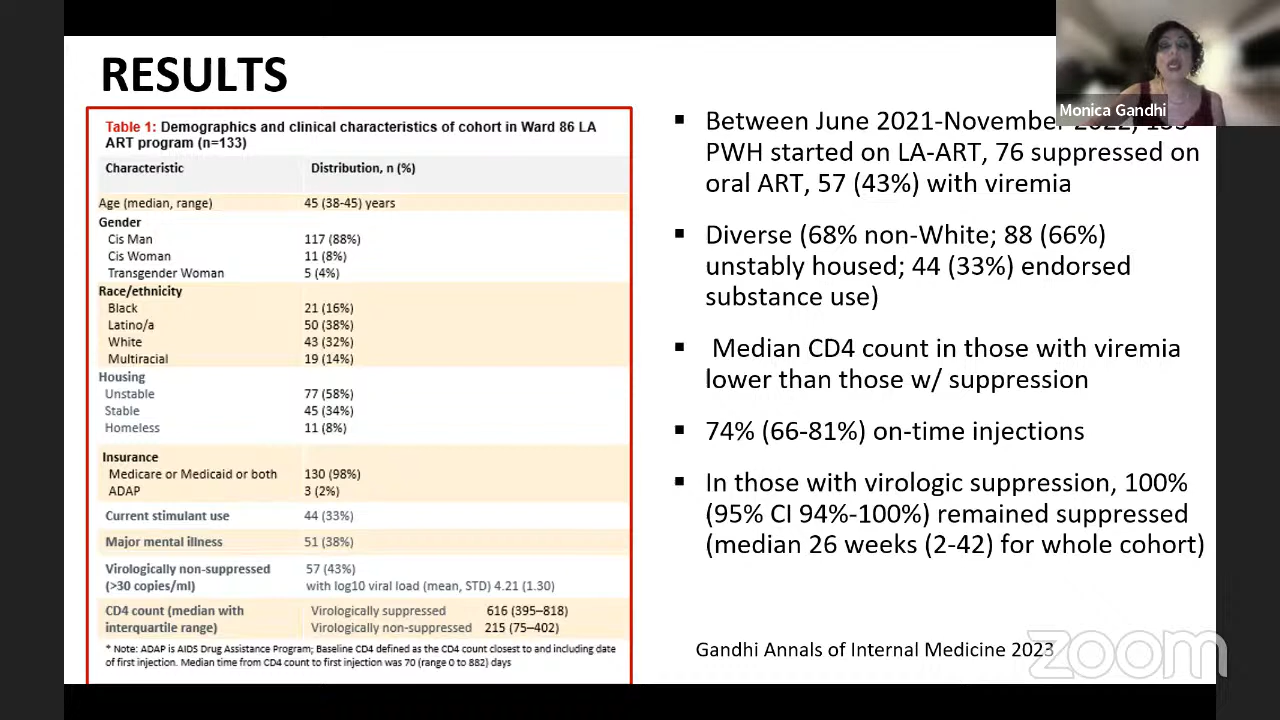 RESULTS
Table 1: Demographics and clinical characteristics of cohort in Ward 86 LA
ART program (n=133)
Characteristic Distribution, n (%)
Age (median, range) 45 (38-45) years
Gender
Cis Man 117 (88%)
Cis Woman 11 (8%)
Transgender Woman 5 (4%)
Race/ethnicity
Black 21 (16%)
Latino/a 50 (38%)
White 43 (32%)
Multiracial 19 (14%)
Housing
Unstable 77 (58%)
Stable 45 (34%)
Homeless 11 (8%)
Insurance
Medicare or Medicaid or both 130 (98%)
ADAP 3 (2%)
Current stimulant use 44 (33%)
Major mental illness 51 (38%)
Virologically non-suppressed 57 (43%)
(>30 copies/ml) with log10 viral load (mean, STD) 4.21 (1.30)
CD4 count (median with Virologically suppressed 616 (395–818)
interquartile range) Virologically non-suppressed 215 (75–402)
* Note: ADAP is AIDS Drug Assistance Program; Baseline CD4 defined as the CD4 count closest to and including date
of first injection. Median time from CD4 count to first injection was 70 (range 0 to 882) days
Monica Gandhi
▪ Between June 2021-November
PWH started on LA-ART, 76 suppressed on
oral ART, 57 (43%) with viremia
▪ Diverse (68% non-White; 88 (66%)
unstably housed; 44 (33%) endorsed
substance use)
▪ Median CD4 count in those with viremia
lower than those w/ suppression
▪ 74% (66-81%) on-time injections
▪ In those with virologic suppression, 100%
(95% CI 94%-100%) remained suppressed
(median 26 weeks (2-42) for whole cohort)
Gandhi Annals of Internal Medicine 2023
zoom